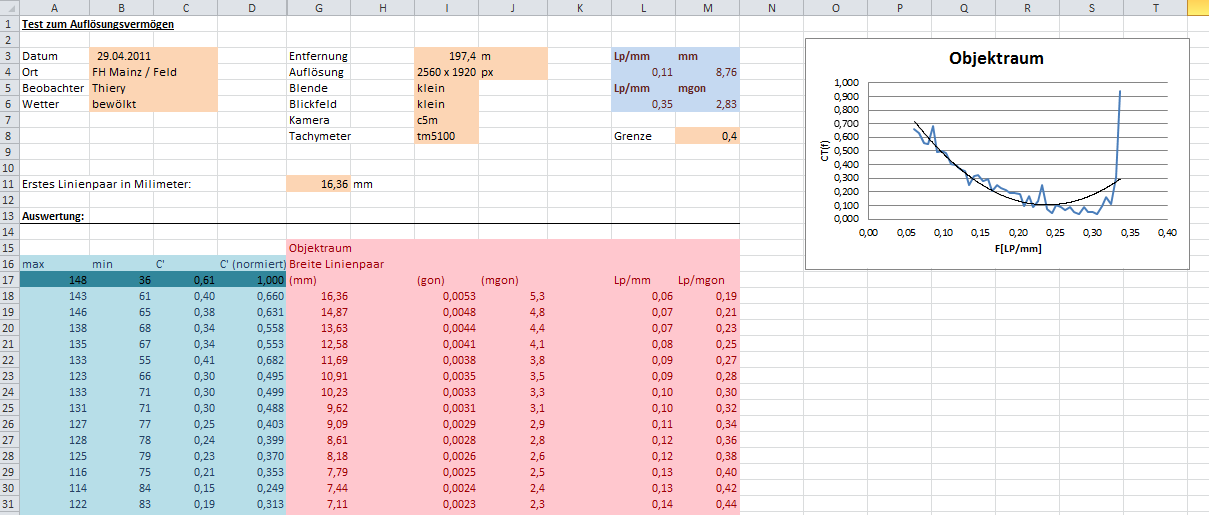 A B C D G H I J K L M N O P Q R S T
1 Test zum Auflösungsvermögen
2
3 Datum 29.04.2011 Entfernung 197,4 m Lp/mm mm
4 Ort FH Mainz / Feld Auflösung 2560 x 1920 px 0,11 8,76
5 Beobachter Thiery Blende klein Lp/mm mgon
6 Wetter bewölkt Blickfeld klein 0,35 2,83
7 Kamera c5m
8 Tachymeter tm5100 Grenze 0,4
9
10
11 Erstes Linienpaar in Milimeter: 16,36 mm
12
13 Auswertung:
14
15 Objektraum
16 max min C' C' (normiert) Breite Linienpaar
17 148 36 0,61 1,000 (mm) (gon) (mgon) Lp/mm Lp/mgon
18 143 61 0,40 0,660 16,36 0,0053 5,3 0,06 0,19
19 146 65 0,38 0,631 14,87 0,0048 4,8 0,07 0,21
20 138 68 0,34 0,558 13,63 0,0044 4,4 0,07 0,23
21 135 67 0,34 0,553 12,58 0,0041 4,1 0,08 0,25
22 133 55 0,41 0,682 11,69 0,0038 3,8 0,09 0,27
23 123 66 0,30 0,495 10,91 0,0035 3,5 0,09 0,28
24 133 71 0,30 0,499 10,23 0,0033 3,3 0,10 0,30
25 131 71 0,30 0,488 9,62 0,0031 3,1 0,10 0,32
26 127 77 0,25 0,403 9,09 0,0029 2,9 0,11 0,34
27 128 78 0,24 0,399 8,61 0,0028 2,8 0,12 0,36
28 125 79 0,23 0,370 8,18 0,0026 2,6 0,12 0,38
29 116 75 0,21 0,353 7,79 0,0025 2,5 0,13 0,40
30 114 84 0,15 0,249 7,44 0,0024 2,4 0,13 0,42
31 122 83 0,19 0,313 7,11 0,0023 2,3 0,14 0,44
Objektraum
1,000
0,900
0,800
0,700
0,600
0,500
0,400
0,300
0,200
0,100
0,000
CT(f)
0,00 0,05 0,10 0,15 0,20 0,25 0,30 0,35 0,40
F[LP/mm]